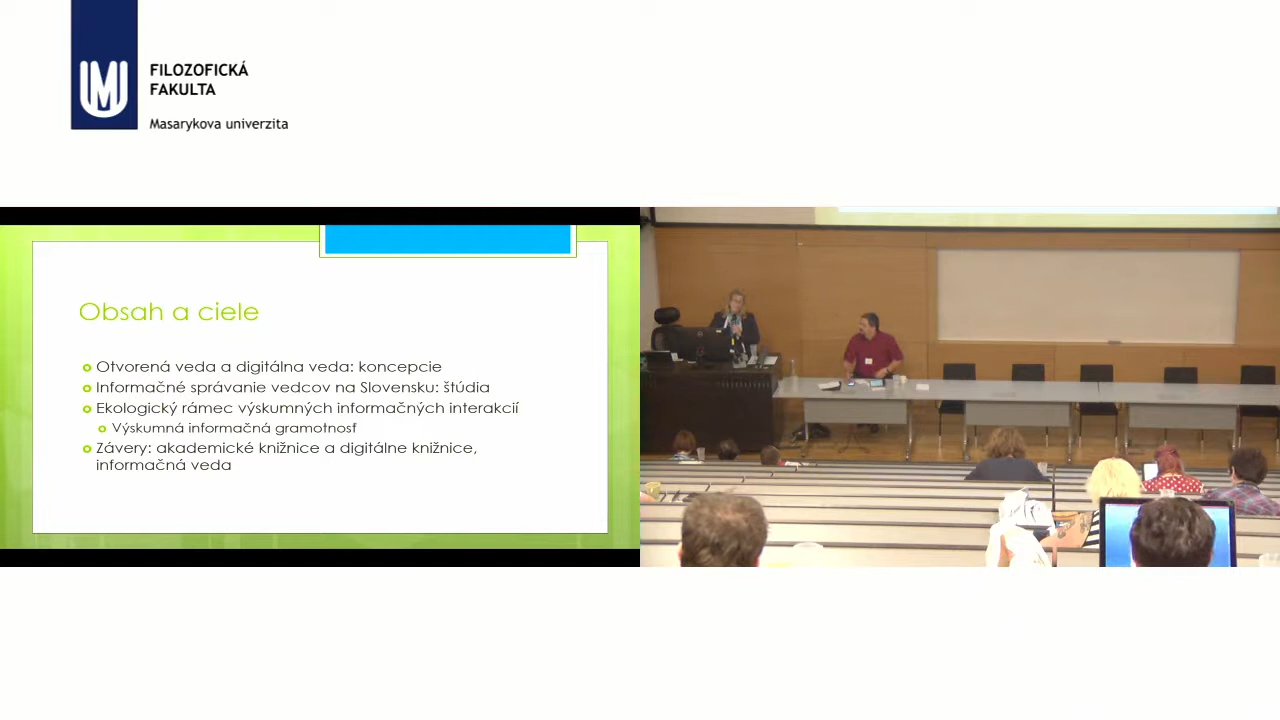 FILOZOFICKÁ
FAKULTA
Masarykova univerzita
Obsah a ciele
Otvorená veda a digitálna veda: koncepcie
Informačné správanie vedcov na Slovensku: štúdia
Ekologický rámec výskumných informačných interakcií
Výskumná informačná gramotnosť
Závery: akademické knižnice a digitálne knižnice,
informačná veda